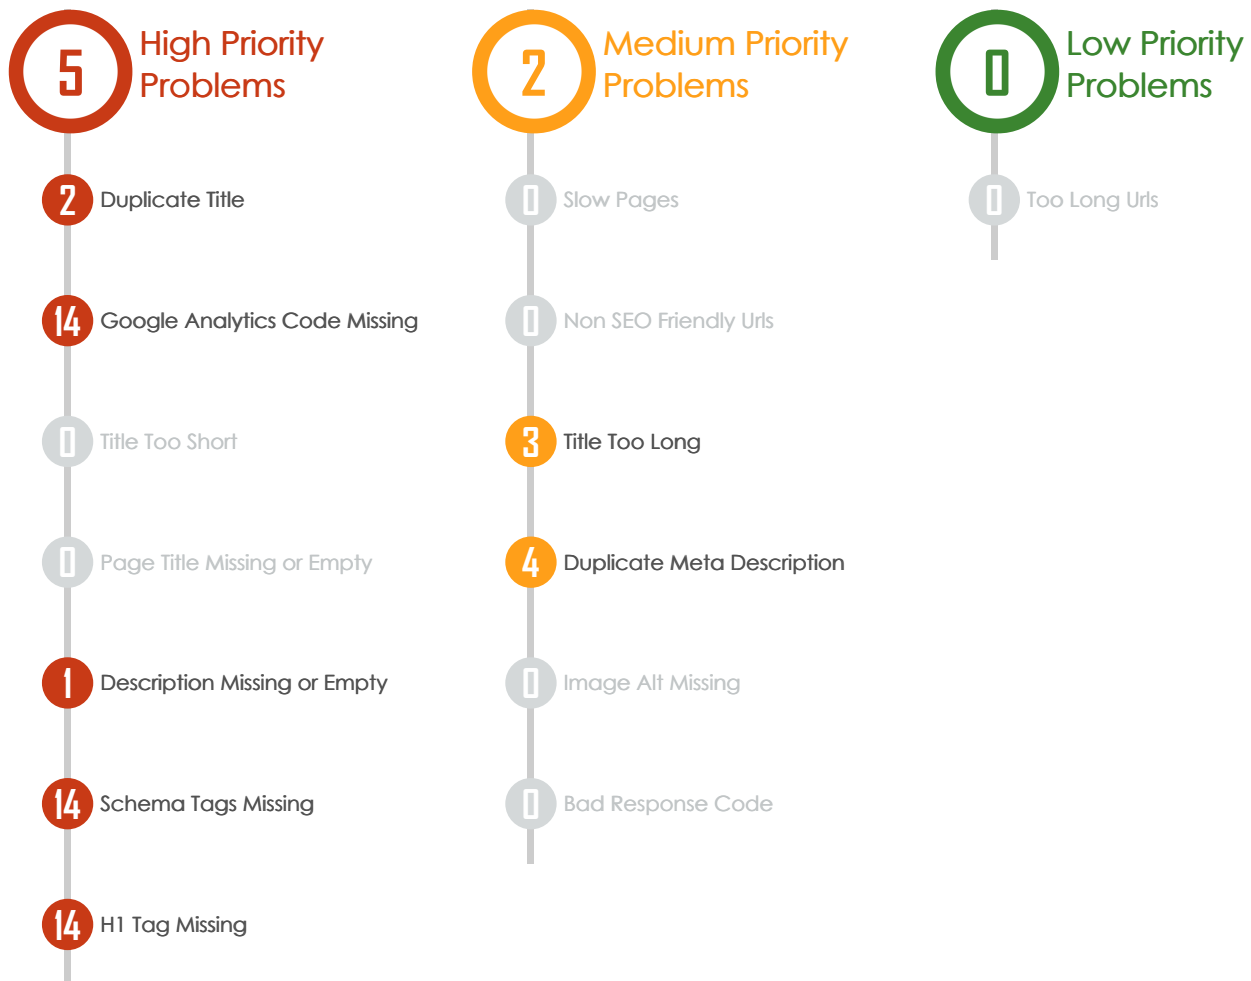 5
High Priority
Problems
2 Duplicate Title
14 Google Analytics Code Missing
0 Title Too Short
0 Page Title Missing or Empty
1 Description Missing or Empty
14 Schema Tags Missing
14 H1 Tag Missing
2
Medium Priority
Problems
0 Slow Pages
0 Non SEO Friendly Urls
3 Title Too Long
4 Duplicate Meta Description
0 Image Alt Missing
0 Bad Response Code
0
Low Priority
Problems
0 Too Long Urls